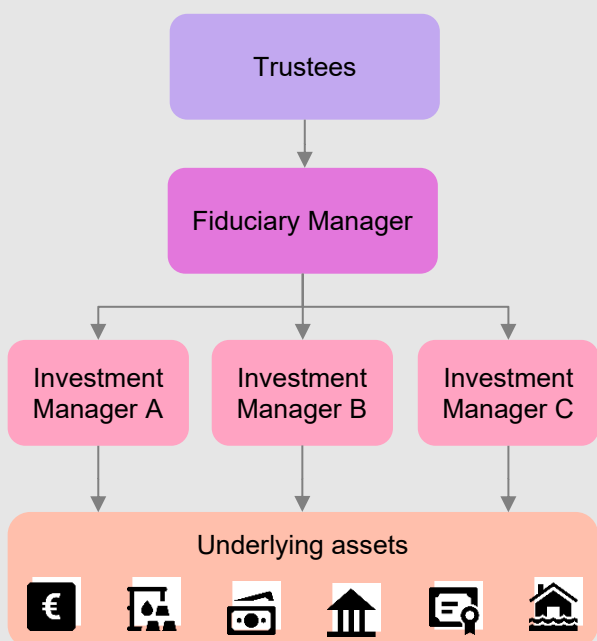 Trustees
Fiduciary Manager
Investment
Manager A
Investment
Manager B
Investment
Manager C
Underlying assets
€